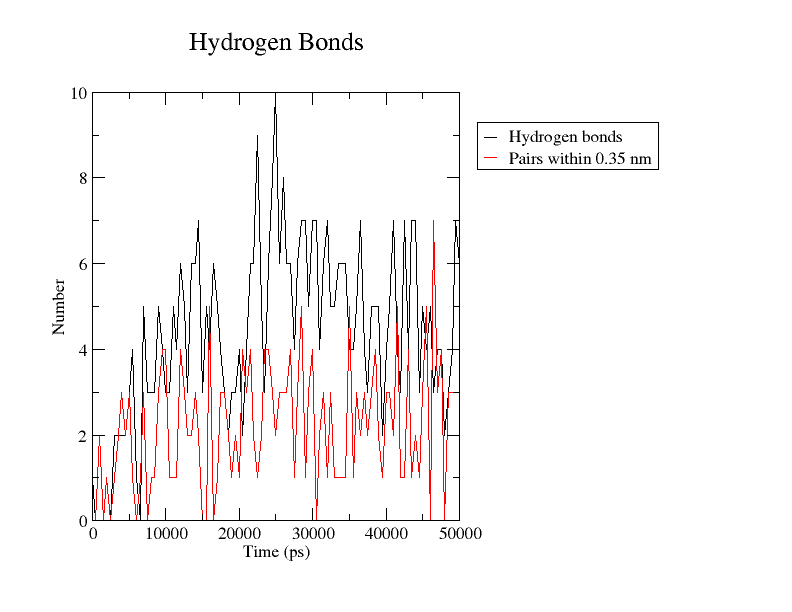 Hydrogen Bonds
10
8
6
4
2
0
Number
0 10000 20000 30000 40000 50000
Time (ps)
Hydrogen bonds
Pairs within 0.35 nm